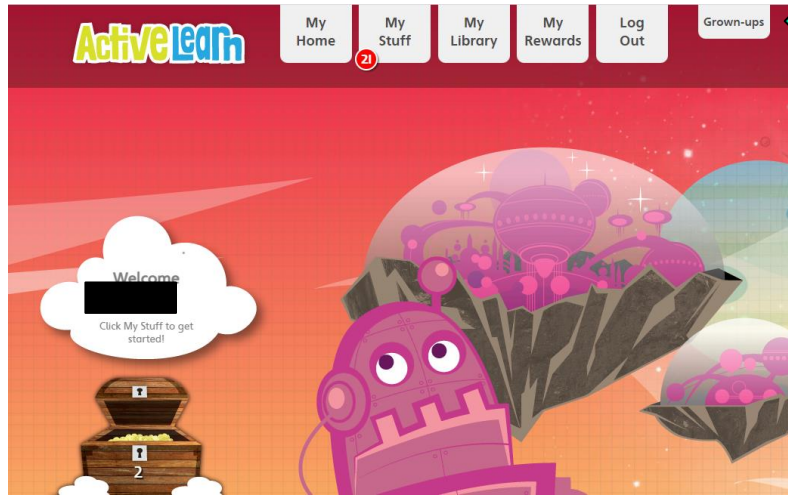 ActiveLearn
My
Home
My
Stuff
21
My
Library
My
Rewards
Log
Out
Grown-ups
Welcome
Click My Stuff to get
started!
2